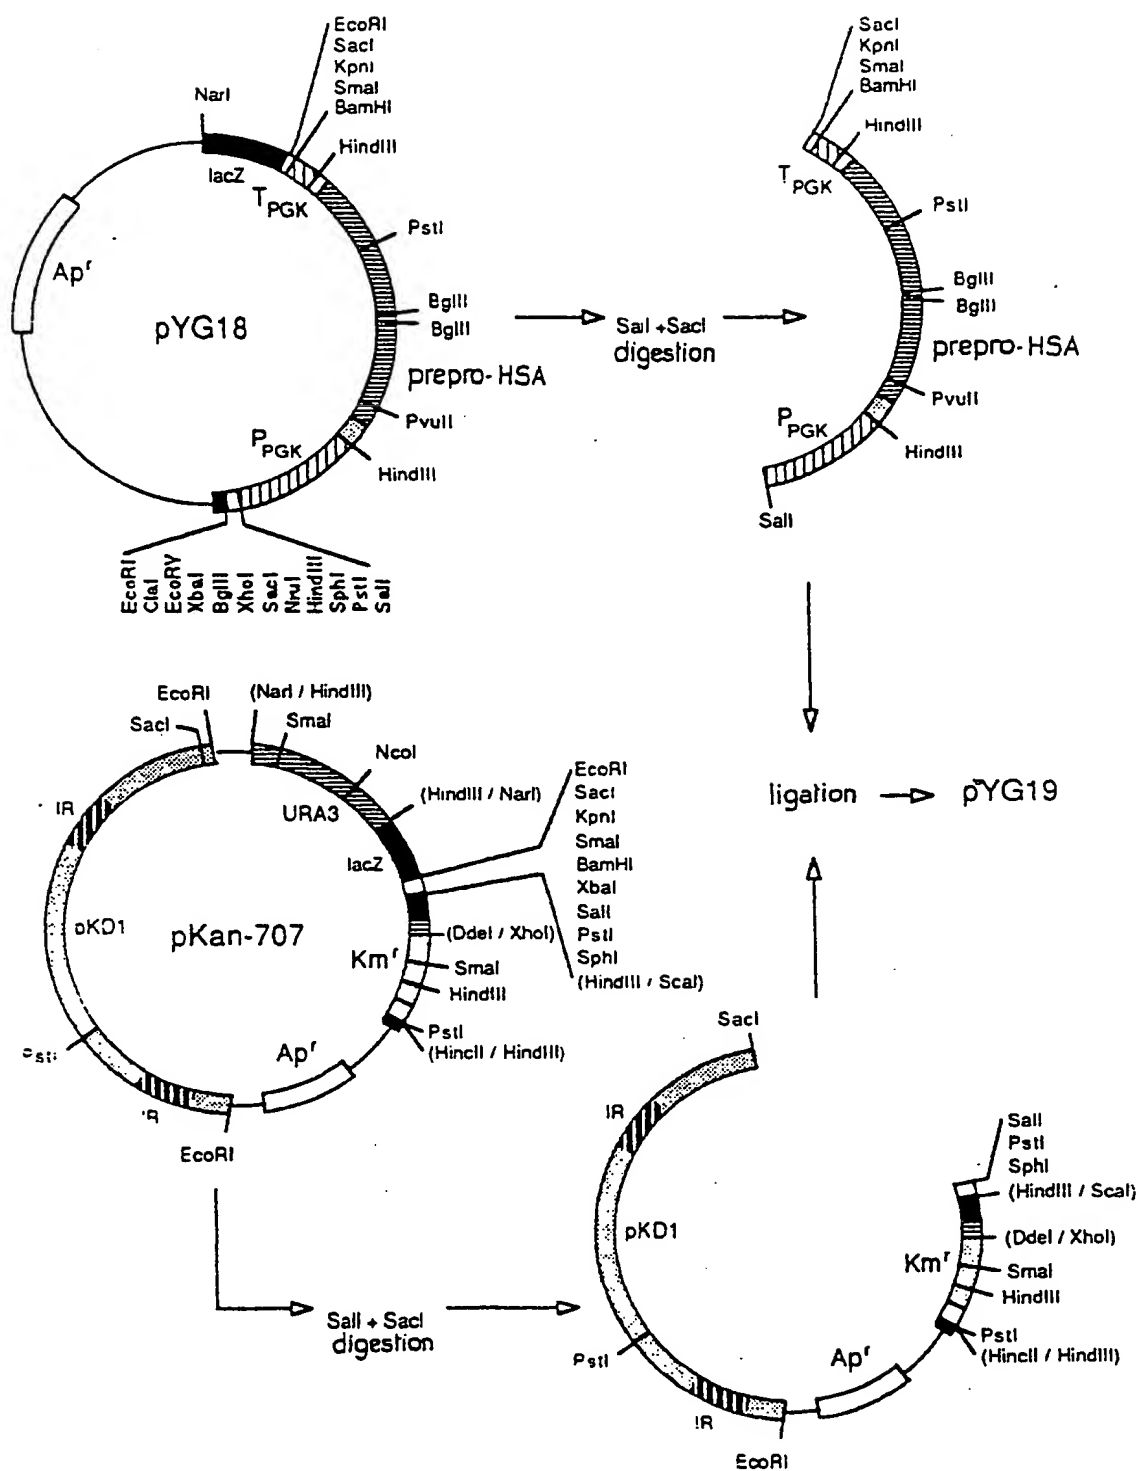 EcoRI
SacI
KpnI
SmaI
BamHI
NarI
HindIII
lacZ
T PGK
PstI
Ap r
pYG18
BglII
BglII
prepro-HSA
PvuII
P PGK
HindIII
EcoRI
ClaI
EcoRV
XbaI
BglII
XhoI
SacI
NruI
HindIII
SphI
PstI
SalI
SalI +SacI
digestion
SacI
KpnI
SmaI
BamHI
HindIII
T PGK
PstI
BglII
BglII
prepro-HSA
PvuII
P PGK
HindIII
SalI
EcoRI
(NarI / HindIII)
SacI
SmaI
NcoI
IR
URA3
(HindIII / NarI)
lacZ
EcoRI
SacI
KpnI
SmaI
BamHI
XbaI
SalI
PstI
SphI
(HindIII / ScaI)
pKD1
pKan-707
(DdeI / XhoI)
Km r
SmaI
HindIII
PstI
(HincII / HindIII)
PstI
Ap r
IR
EcoRI
ligation
pYG19
SalI + SacI
digestion
SacI
IR
SalI
PstI
SphI
(HindIII / ScaI)
pKD1
(DdeI / XhoI)
Km r
SmaI
HindIII
PstI
(HincII / HindIII)
PstI
Ap r
IR
EcoRI